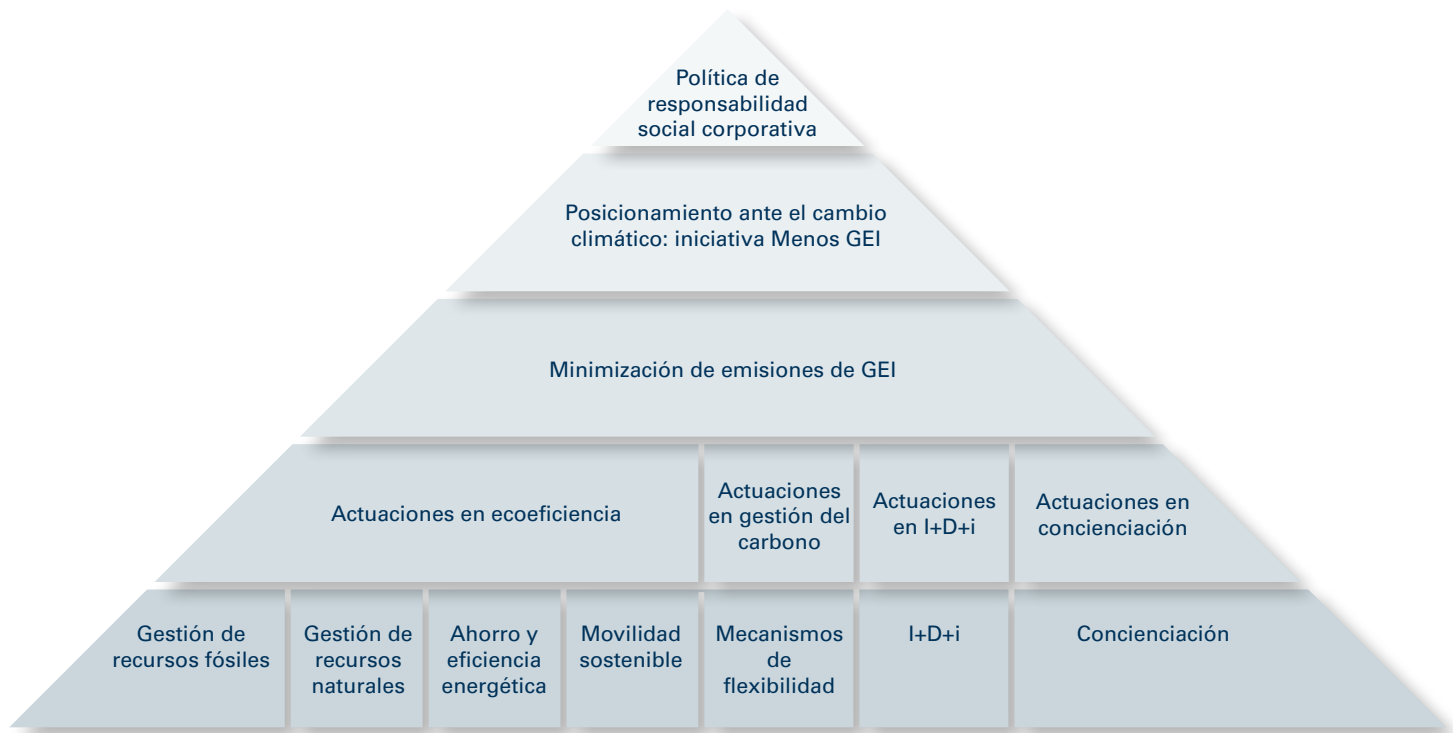 Política de
responsabilidad
social corporativa
Posicionamiento ante el cambio
climático: iniciativa Menos GEI
Minimización de emisiones de GEI
Actuaciones en ecoeficiencia
Actuaciones
en gestión del
carbono
Actuaciones
en I+D+i
Actuaciones en
concienciación
Gestión de
recursos fósiles
Gestión de
recursos
naturales
Ahorro y
eficiencia
energética
Movilidad
sostenible
Mecanismos
de
flexibilidad
I+D+i
Concienciación